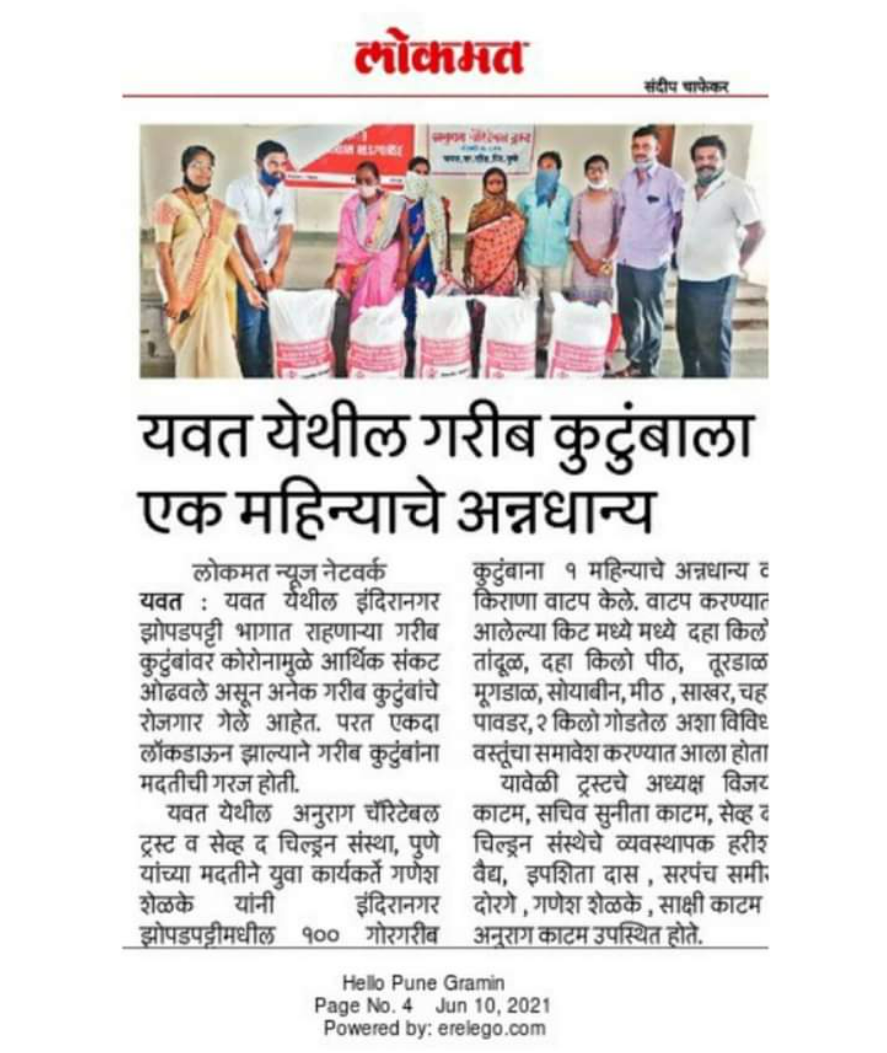 लोकमत
संदीप चाफेकर
अनुराग चॅरिटेबल ट्रस्ट
यवत येथील गरीब कुटुंबाला
एक महिन्याचे अन्नधान्य
लोकमत न्यूज नेटवर्क
यवत : यवत येथील इंदिरानगर
झोपडपट्टी भागात राहणाऱ्या गरीब
कुटुंबांवर कोरोनामुळे आर्थिक संकट
ओढवले असून अनेक गरीब कुटुंबांचे
रोजगार गेले आहेत. परत एकदा
लॉकडाऊन झाल्याने गरीब कुटुंबांना
मदतीची गरज होती.
यवत येथील अनुराग चॅरिटेबल
ट्रस्ट व सेव्ह द चिल्ड्रन संस्था, पुणे
यांच्या मदतीने युवा कार्यकर्ते गणेश
शेळके यांनी इंदिरानगर
झोपडपट्टीमधील १०० गोरगरीब
कुटुंबाना १ महिन्याचे अन्नधान्य व
किराणा वाटप केले. वाटप करण्यात
आलेल्या किट मध्ये मध्ये दहा किलो
तांदूळ, दहा किलो पीठ, तूरडाळ
मूगडाळ, सोयाबीन, मीठ , साखर, चह
पावडर, २ किलो गोडतेल अशा विविध
वस्तूंचा समावेश करण्यात आला होता
यावेळी ट्रस्टचे अध्यक्ष विजय
काटम, सचिव सुनीता काटम, सेव्ह द
चिल्ड्रन संस्थेचे व्यवस्थापक हरीश
वैद्य, इपशिता दास , सरपंच समीर
दोरगे , गणेश शेळके , साक्षी काटम
अनुराग काटम उपस्थित होते.
Hello Pune Gramin
Page No. 4 Jun 10, 2021
Powered by: erelego.com